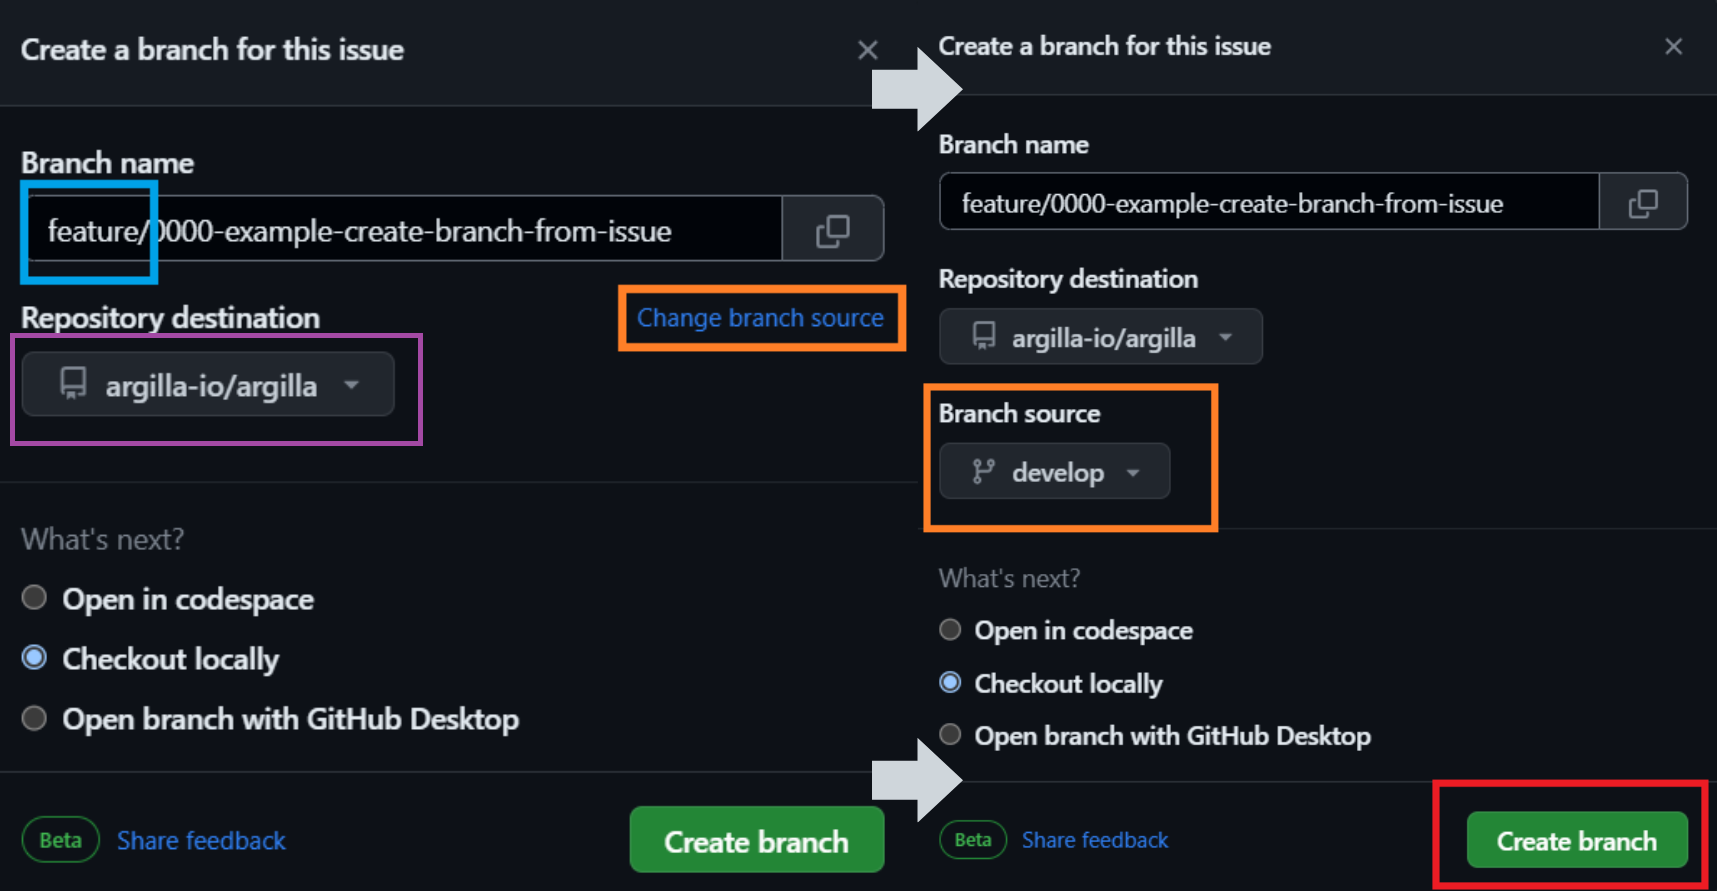 Create a branch for this issue
Branch name
feature/0000-example-create-branch-from-issue
Repository destination
Change branch source
argilla-io/argilla
What's next?
Open in codespace
Checkout locally
Open branch with GitHub Desktop
Beta
Share feedback
Create branch
Create a branch for this issue
Branch name
feature/0000-example-create-branch-from-issue
Repository destination
argilla-io/argilla
Branch source
develop
What's next?
Open in codespace
Checkout locally
Open branch with GitHub Desktop
Beta
Share feedback
Create branch